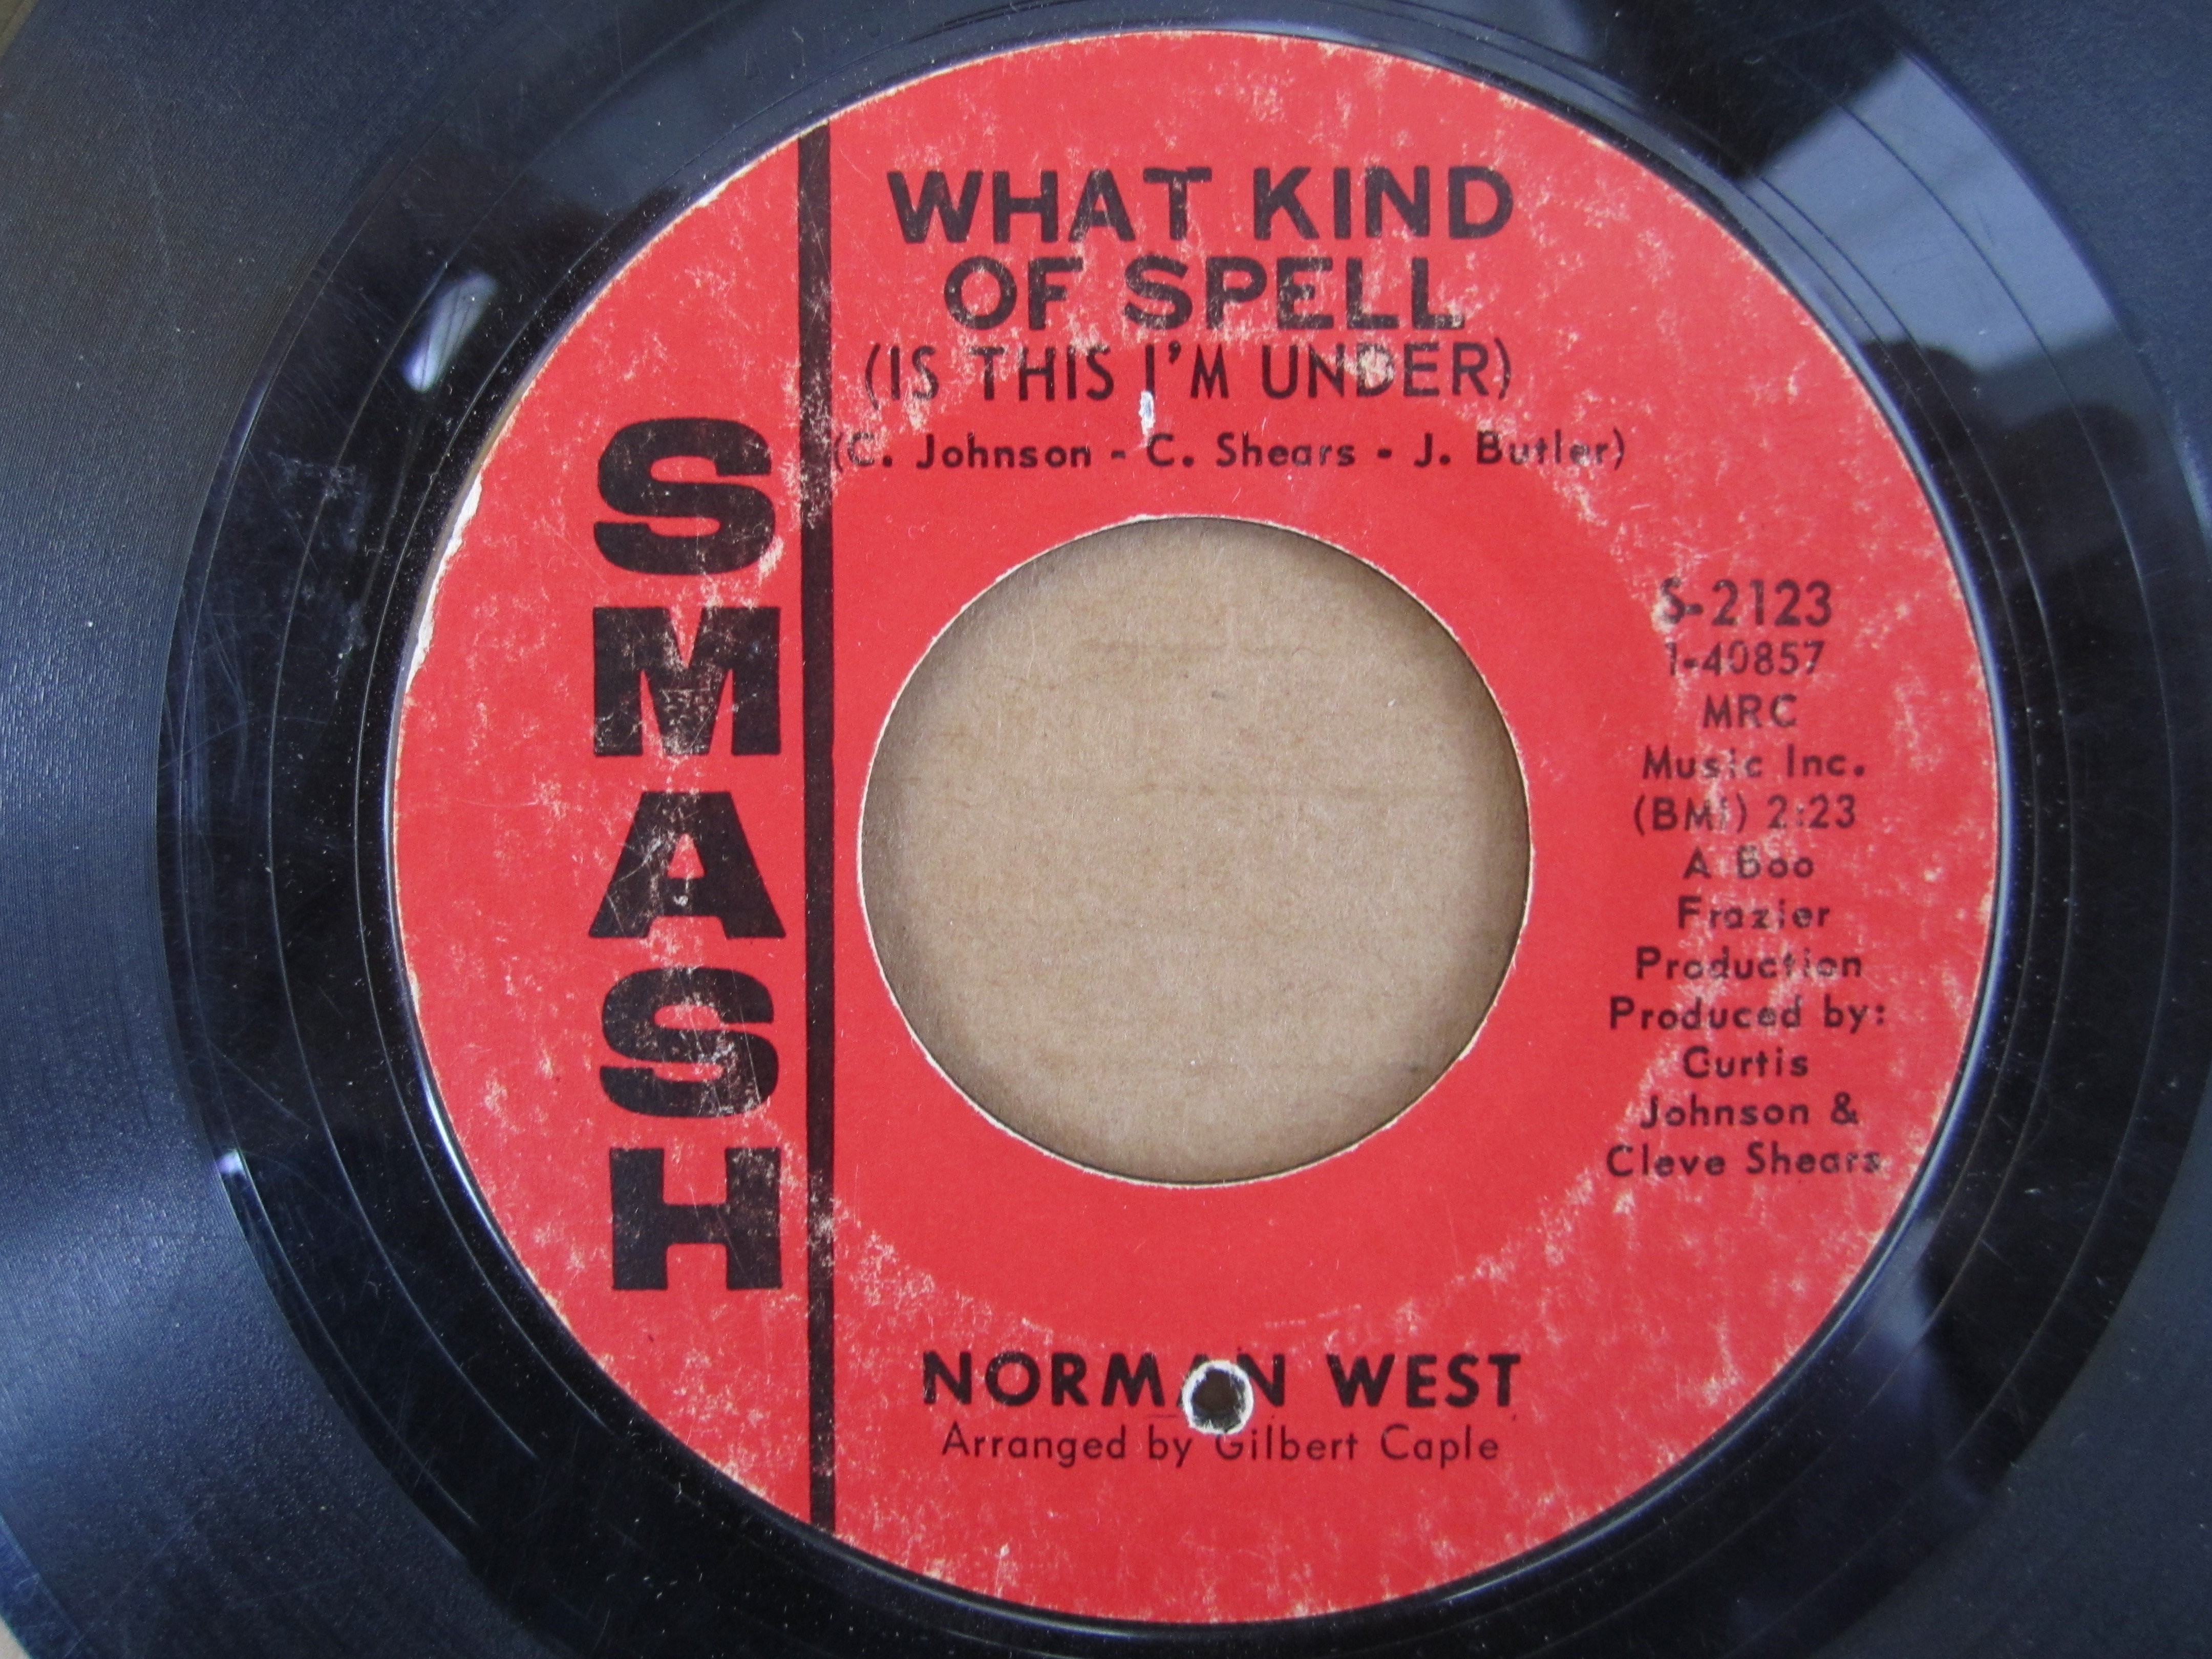 SMASH
WHAT KIND
OF SPELL
(IS THIS I'M UNDER)
(C. Johnson - C. Shears - J. Butler)
S-2123
1-40857
MRC
Music Inc.
(BMI) 2:23
A Boo
Frazier
Production
Produced by:
Curtis
Johnson &
Cleve Shears
NORMAN WEST
Arranged by Gilbert Caple